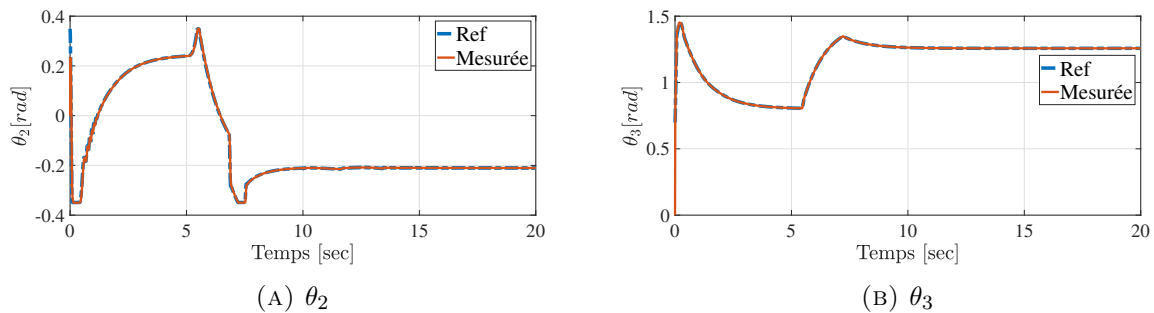 0.4
0.2
0
-0.2
-0.4
θ₂[rad]
Ref
Mesurée
0
5
10
15
20
Temps [sec]
(A) θ₂
1.5
1
0.5
0
θ₃[rad]
Ref
Mesurée
0
5
10
15
20
Temps [sec]
(B) θ₃